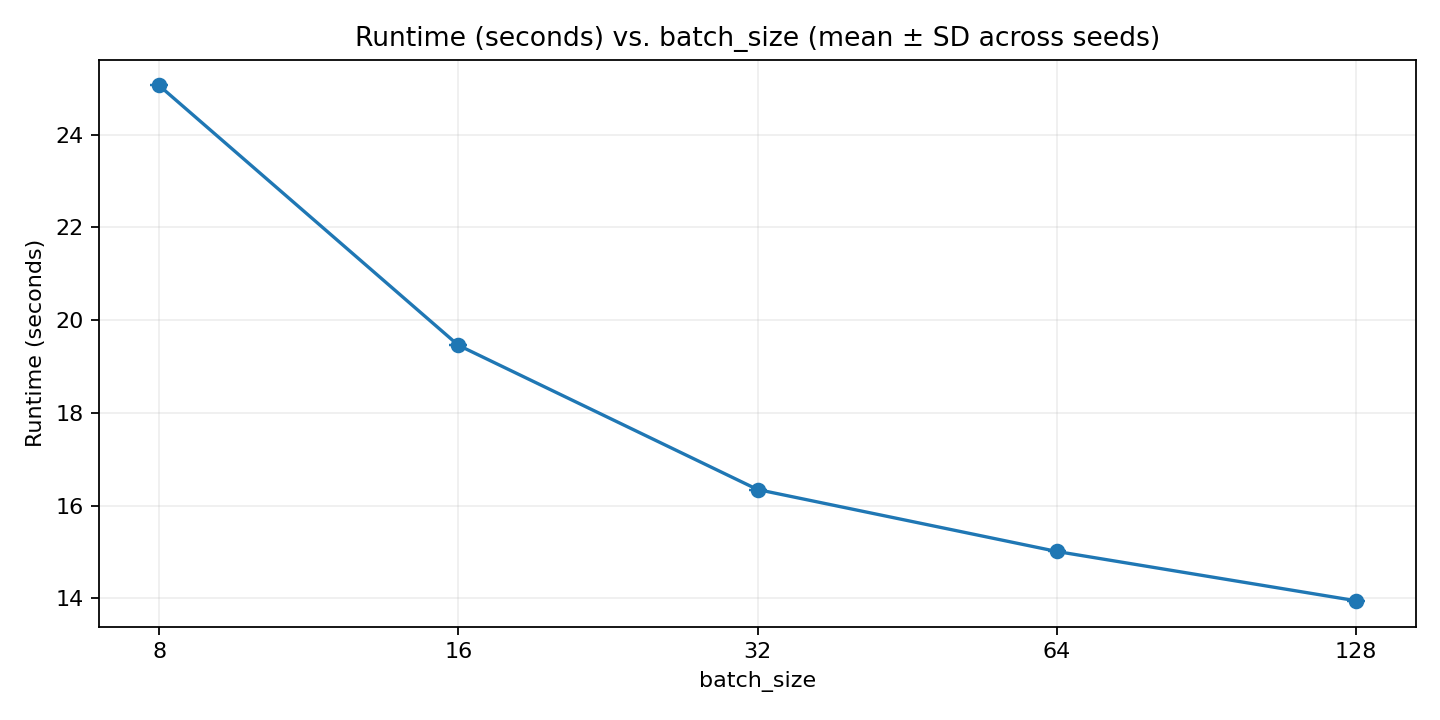 Runtime (seconds) vs. batch_size (mean ± SD across seeds)
24
22
20
18
16
14
Runtime (seconds)
8 16 32 64 128
batch_size